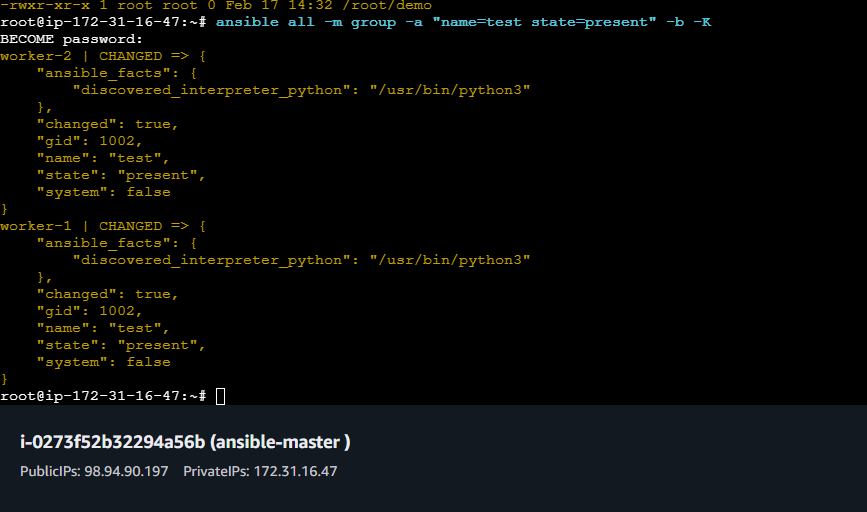 -rwxr-xr-x 1 root root 0 Feb 17 14:32 /root/demo
root@ip-172-31-16-47:~# ansible all -m group -a "name=test state=present" -b -K
BECOME password:
worker-2 | CHANGED => {
    "ansible_facts": {
        "discovered_interpreter_python": "/usr/bin/python3"
    },
    "changed": true,
    "gid": 1002,
    "name": "test",
    "state": "present",
    "system": false
}
worker-1 | CHANGED => {
    "ansible_facts": {
        "discovered_interpreter_python": "/usr/bin/python3"
    },
    "changed": true,
    "gid": 1002,
    "name": "test",
    "state": "present",
    "system": false
}
root@ip-172-31-16-47:~#
i-0273f52b32294a56b (ansible-master )
PublicIPs: 98.94.90.197 PrivateIPs: 172.31.16.47